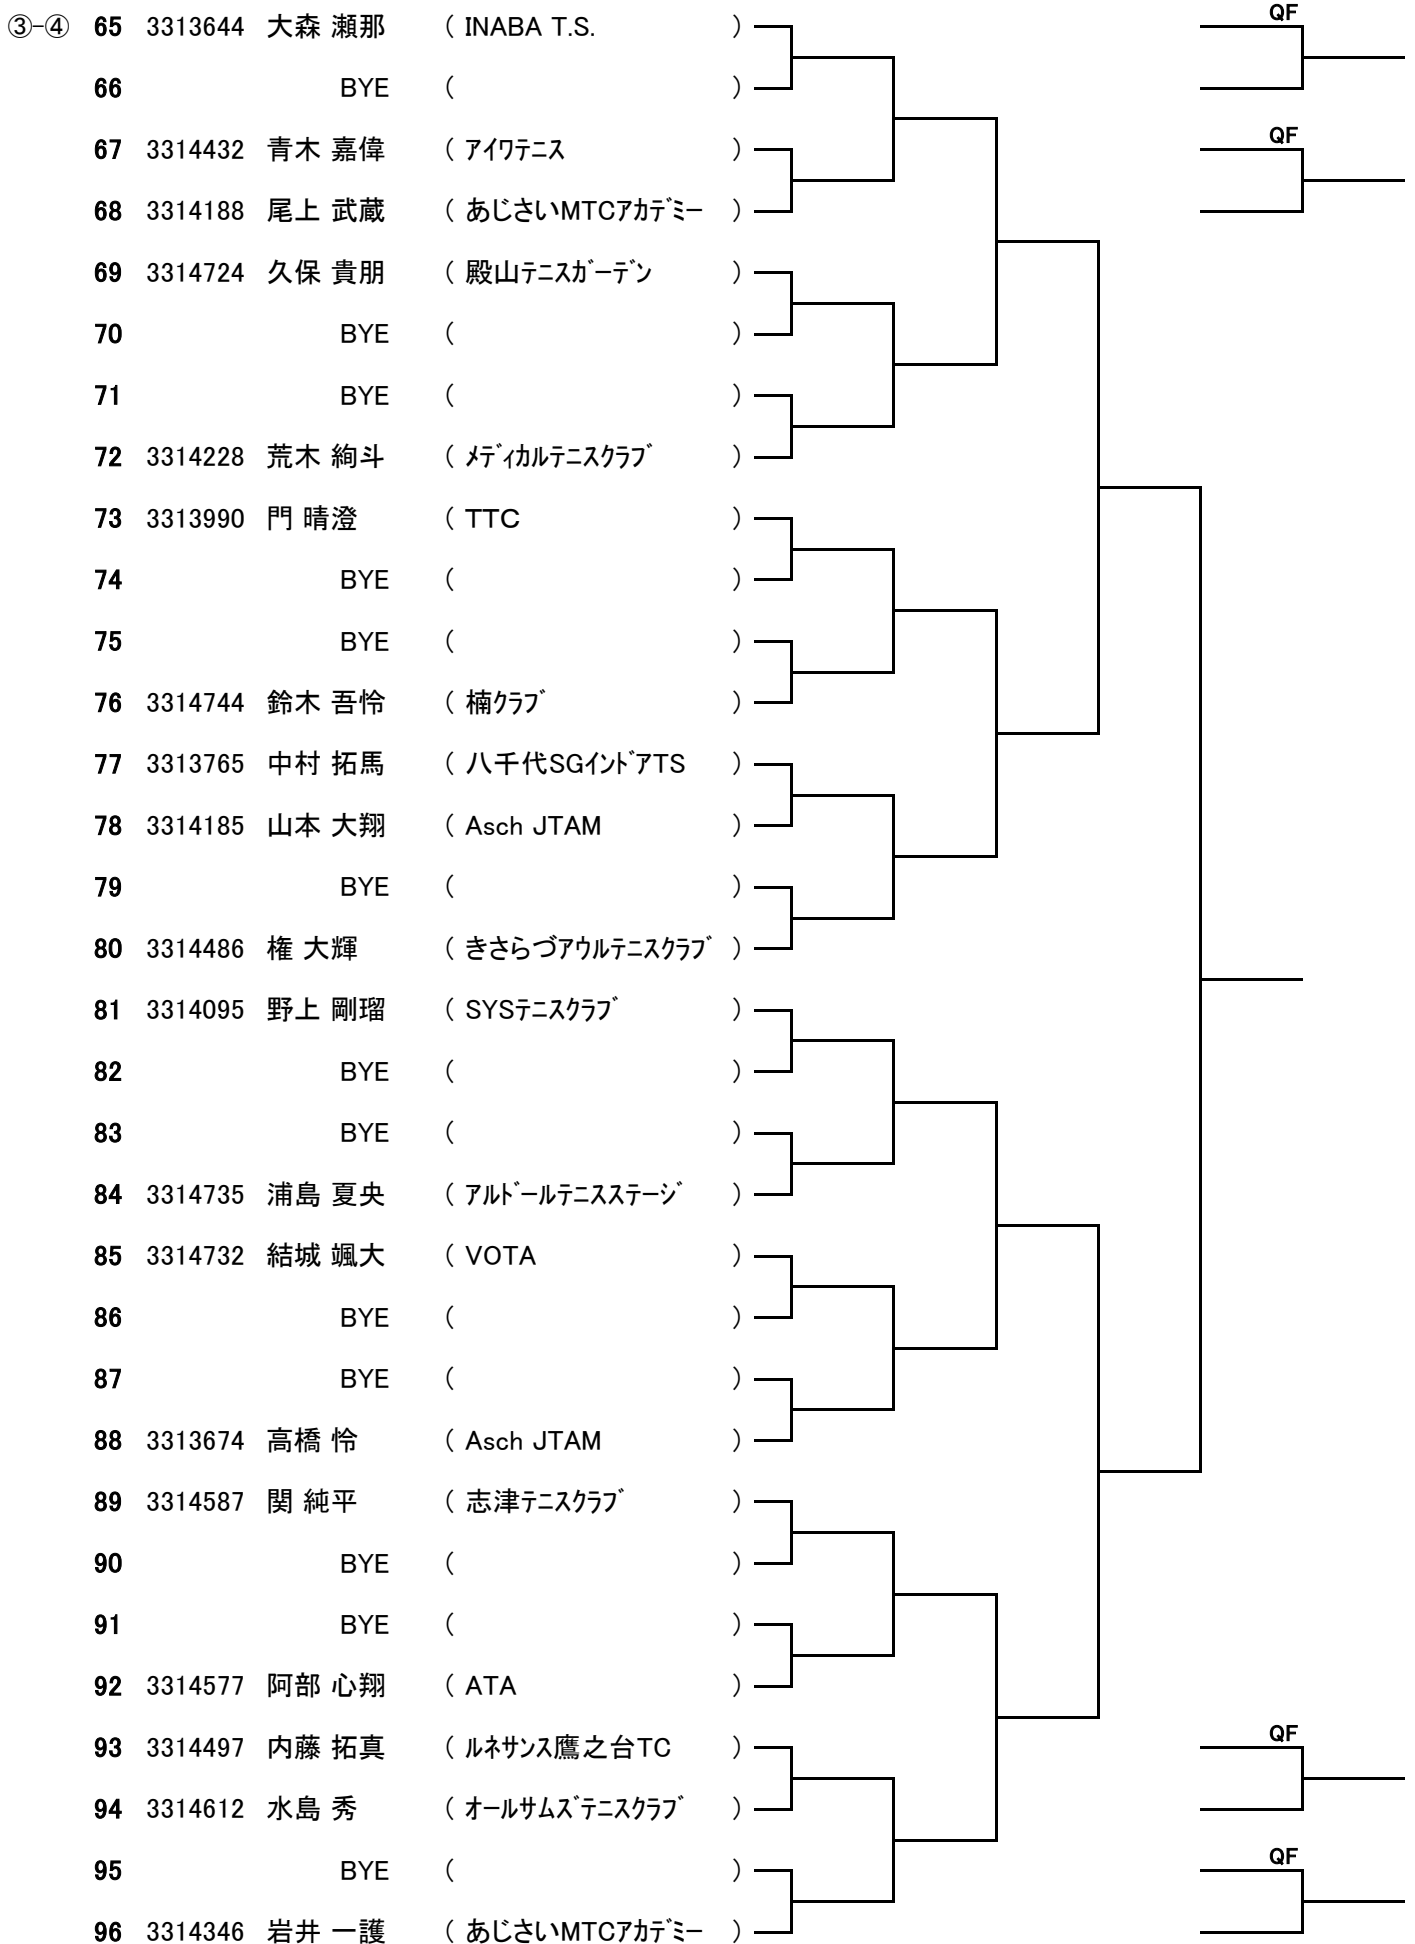 ③-④ 65 3313644 大森 瀬那 ( INABA T.S. ) QF
66 BYE ( )
67 3314432 青木 嘉偉 ( ｱｲﾜﾃﾆｽ ) QF
68 3314188 尾上 武蔵 ( あじさいMTCｱｶﾃﾞﾐｰ )
69 3314724 久保 貴朋 ( 殿山ﾃﾆｽｶﾞｰﾃﾞﾝ )
70 BYE ( )
71 BYE ( )
72 3314228 荒木 絢斗 ( ﾒﾃﾞｨｶﾙﾃﾆｽｸﾗﾌﾞ )
73 3313990 門 晴澄 ( TTC )
74 BYE ( )
75 BYE ( )
76 3314744 鈴木 吾怜 ( 楠ｸﾗﾌﾞ )
77 3313765 中村 拓馬 ( 八千代SGｲﾝﾄﾞｱTS )
78 3314185 山本 大翔 ( Asch JTAM )
79 BYE ( )
80 3314486 権 大輝 ( きさらづｱｳﾙﾃﾆｽｸﾗﾌﾞ )
81 3314095 野上 剛瑠 ( SYSﾃﾆｽｸﾗﾌﾞ )
82 BYE ( )
83 BYE ( )
84 3314735 浦島 夏央 ( ｱﾙﾄﾞｰﾙﾃﾆｽｽﾃｰｼﾞ )
85 3314732 結城 颯大 ( VOTA )
86 BYE ( )
87 BYE ( )
88 3313674 高橋 怜 ( Asch JTAM )
89 3314587 関 純平 ( 志津ﾃﾆｽｸﾗﾌﾞ )
90 BYE ( )
91 BYE ( )
92 3314577 阿部 心翔 ( ATA )
93 3314497 内藤 拓真 ( ﾙﾈｻﾝｽ鷹之台TC ) QF
94 3314612 水島 秀 ( ｵｰﾙｻﾑｽﾞﾃﾆｽｸﾗﾌﾞ )
95 BYE ( ) QF
96 3314346 岩井 一護 ( あじさいMTCｱｶﾃﾞﾐｰ )